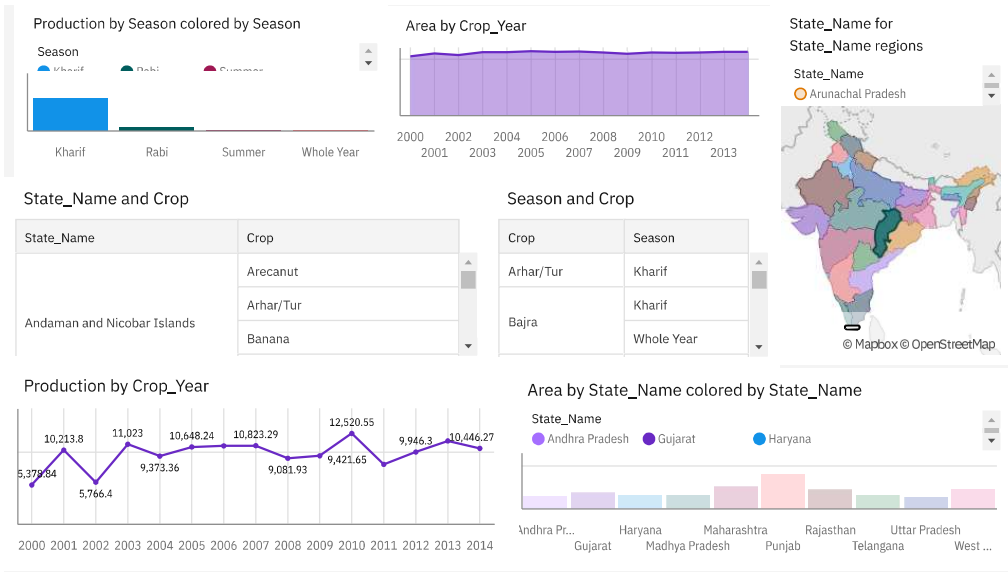 Production by Season colored by Season
Season
Kharif Rabi Summer
Kharif Rabi Summer Whole Year
Area by Crop_Year
2000 2002 2004 2006 2008 2010 2012
2001 2003 2005 2007 2009 2011 2013
State_Name for
State_Name regions
State_Name
Arunachal Pradesh
© Mapbox © OpenStreetMap
State_Name and Crop
State_Name Crop
Arecanut
Arhar/Tur
Andaman and Nicobar Islands
Banana
Season and Crop
Crop Season
Arhar/Tur Kharif
Kharif
Bajra
Whole Year
Production by Crop_Year
12,520.55
10,213.8 11,023 10,648.24 10,823.29 9,946.3 10,446.27
5,378.84 9,373.36 9,081.93 9,421.65
5,766.4
2000 2001 2002 2003 2004 2005 2006 2007 2008 2009 2010 2011 2012 2013 2014
Area by State_Name colored by State_Name
State_Name
Andhra Pradesh Gujarat Haryana
Andhra Pr... Haryana Maharashtra Rajasthan Uttar Pradesh
Gujarat Madhya Pradesh Punjab Telangana West ...